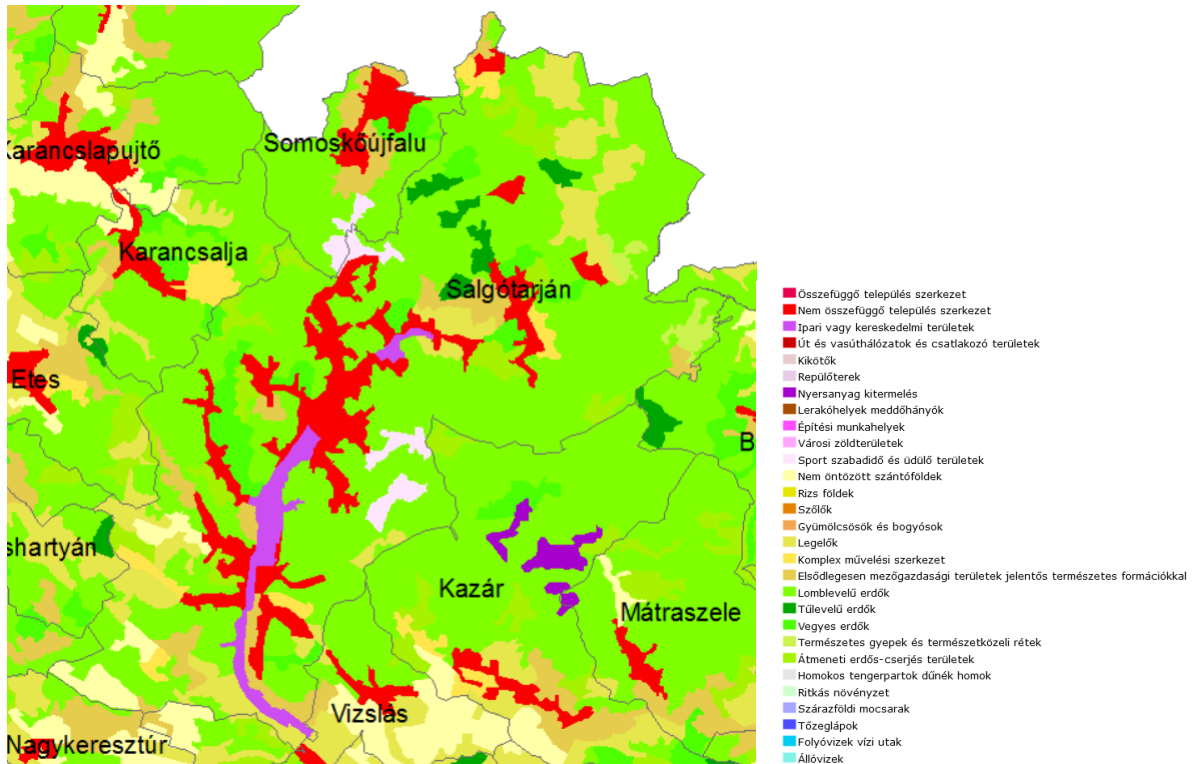 Somoskőújfalu
Karancslapujtő
Karancsalja
Salgótarján
Etes
B
shartyán
Kazár
Mátraszele
Vizslás
Nagykeresztúr
Összefüggő település szerkezet
Nem összefüggő település szerkezet
Ipari vagy kereskedelmi területek
Út és vasúthálózatok és csatlakozó területek
Kikötők
Repülőterek
Nyersanyag kitermelés
Lerakóhelyek meddőhányók
Építési munkahelyek
Városi zöldterületek
Sport szabadidő és üdülő területek
Nem öntözött szántóföldek
Rizs földek
Szőlők
Gyümölcsösök és bogyósok
Legelők
Komplex művelési szerkezet
Elsődlegesen mezőgazdasági területek jelentős természetes formációkkal
Lomblevelű erdők
Tűlevelű erdők
Vegyes erdők
Természetes gyepek és természetközeli rétek
Átmeneti erdős-cserjés területek
Homokos tengerpartok dűnék homok
Ritkás növényzet
Szárazföldi mocsarak
Tőzeglápok
Folyóvizek vízi utak
Állóvizek